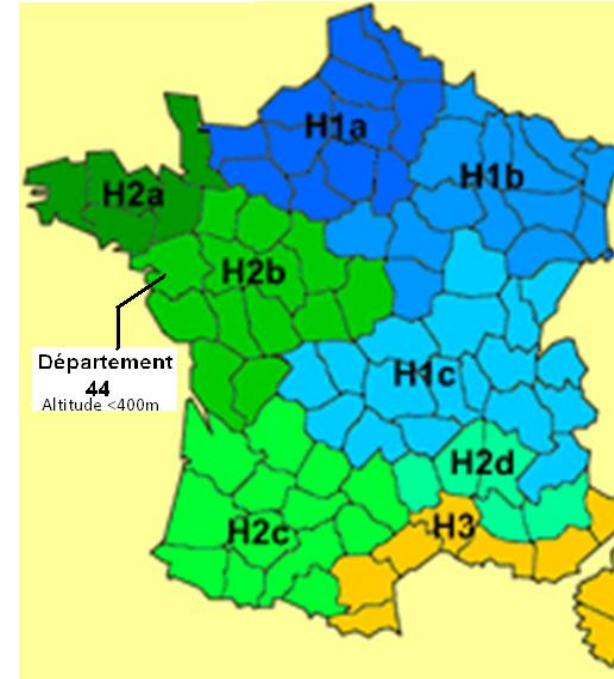 H1a
H1b
H2a
H2b
Département
44
Altitude <400m
H1c
H2d
H2c
H3